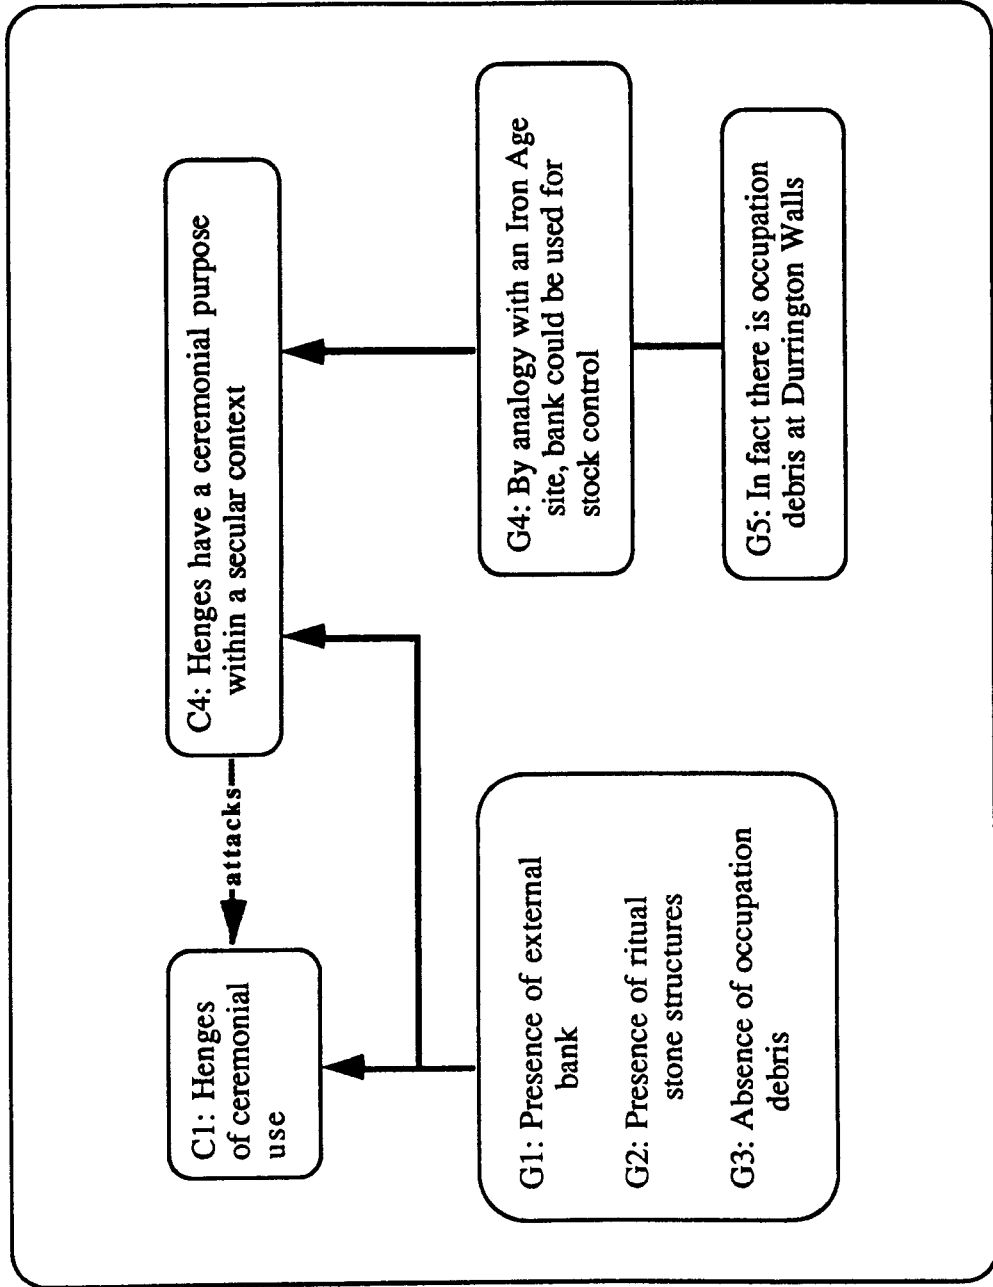 C1: Henges
of ceremonial
use
attacks
C4: Henges have a ceremonial purpose
within a secular context
G1: Presence of external
bank
G2: Presence of ritual
stone structures
G3: Absence of occupation
debris
G4: By analogy with an Iron Age
site, bank could be used for
stock control
G5: In fact there is occupation
debris at Durrington Walls